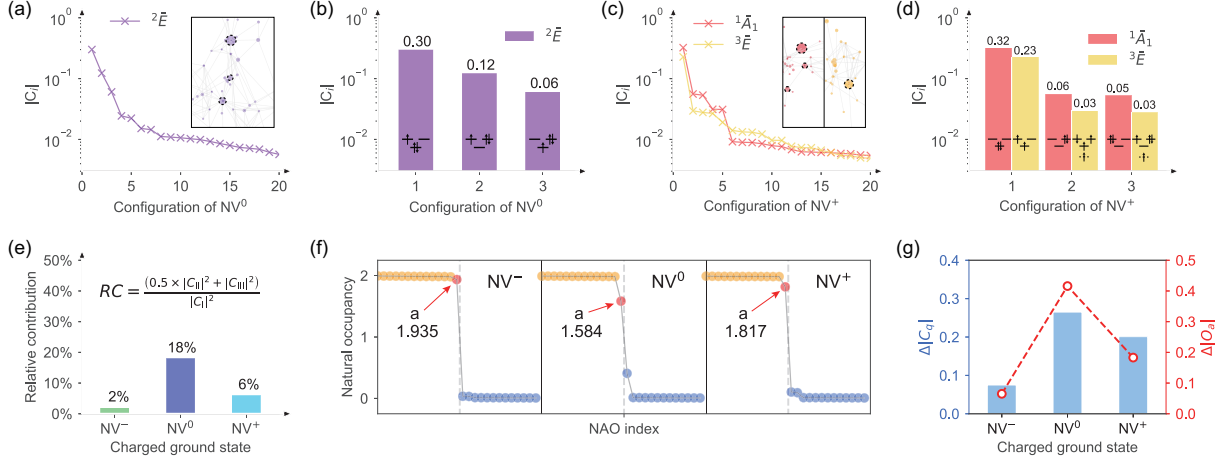 (a)
²Ē
10⁰
10⁻¹
10⁻²
|Cᵢ|
0 5 10 15 20
Configuration of NV⁰
(b)
²Ē
10⁰
10⁻¹
10⁻²
|Cᵢ|
0.30
0.12
0.06
1 2 3
Configuration of NV⁰
(c)
¹Ā₁
³Ē
10⁰
10⁻¹
10⁻²
|Cᵢ|
0 5 10 15 20
Configuration of NV⁺
(d)
¹Ā₁
³Ē
10⁰
10⁻¹
10⁻²
|Cᵢ|
0.32
0.23
0.06
0.03
0.05
0.03
1 2 3
Configuration of NV⁺
(e)
50%
40%
30%
20%
10%
0%
Relative contribution
RC = (0.5 × |C_II|² + |C_III|²) / |C_I|²
2%
18%
6%
NV⁻ NV⁰ NV⁺
Charged ground state
(f)
2
1
0
Natural occupancy
NV⁻
a
1.935
NV⁰
a
1.584
NV⁺
a
1.817
NAO index
(g)
0.4
0.3
0.2
0.1
0.0
Δ|C_q|
0.5
0.4
0.3
0.2
0.1
0.0
Δ|O_a|
NV⁻ NV⁰ NV⁺
Charged ground state